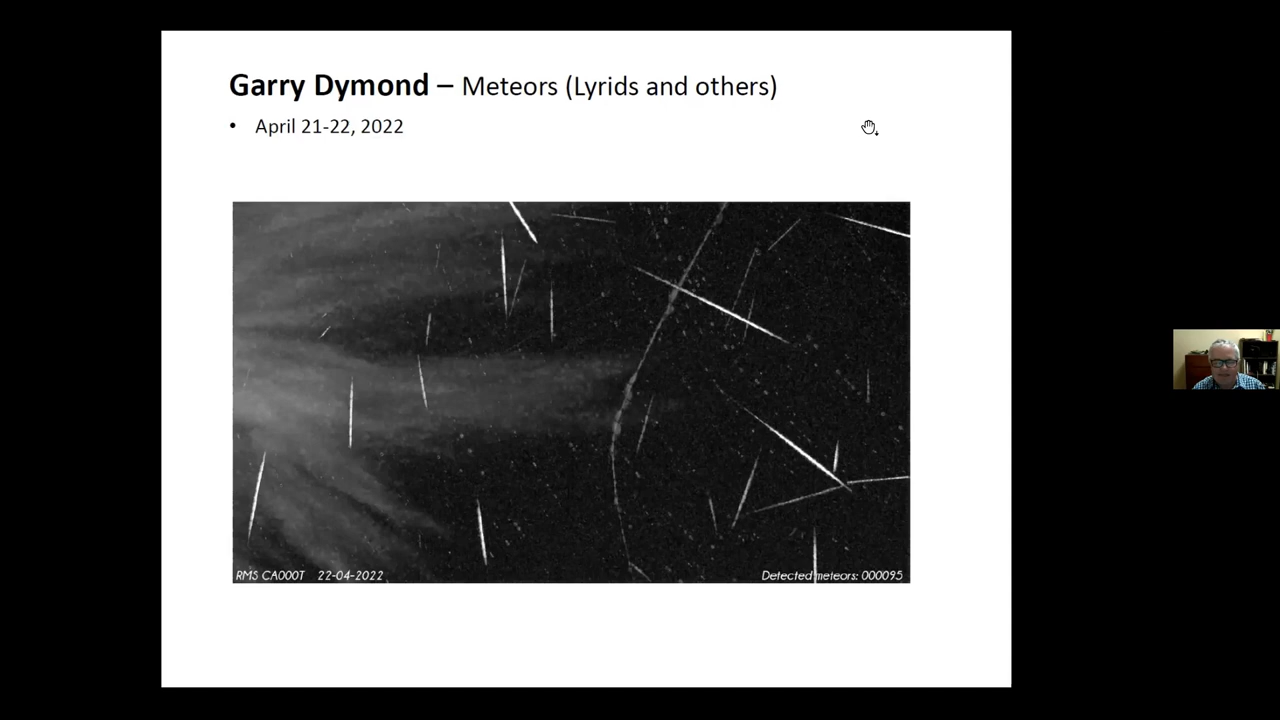 Garry Dymond – Meteors (Lyrids and others)
• April 21-22, 2022
RMS CA000T 22-04-2022
Detected meteors: 000095